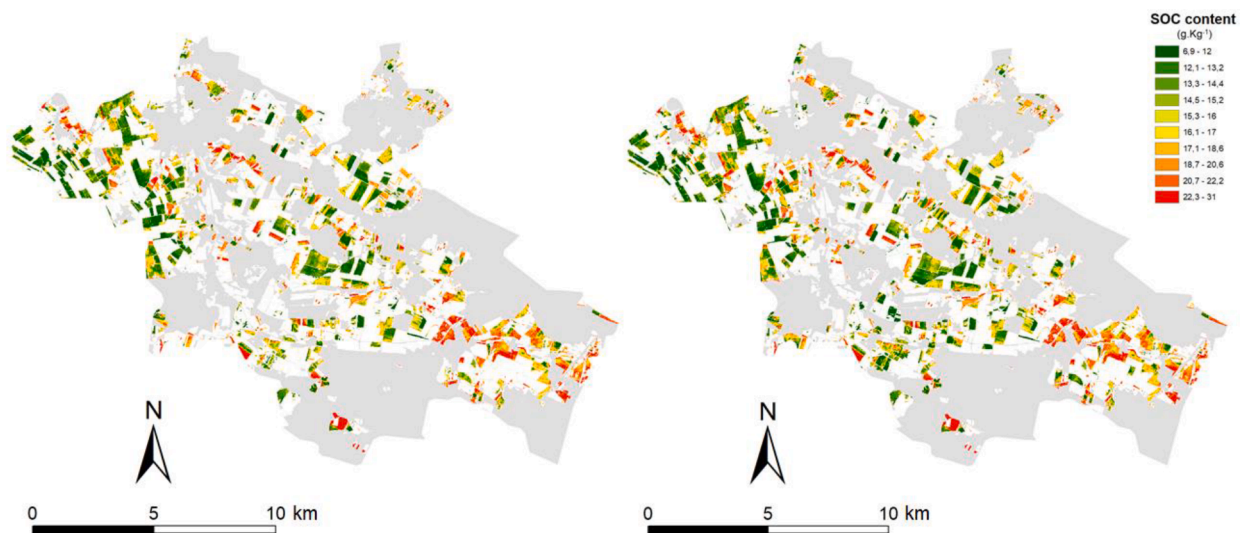 SOC content
(g.Kg⁻¹)
6,9 - 12
12,1 - 13,2
13,3 - 14,4
14,5 - 15,2
15,3 - 16
16,1 - 17
17,1 - 18,6
18,7 - 20,6
20,7 - 22,2
22,3 - 31
N
N
0 5 10 km
0 5 10 km